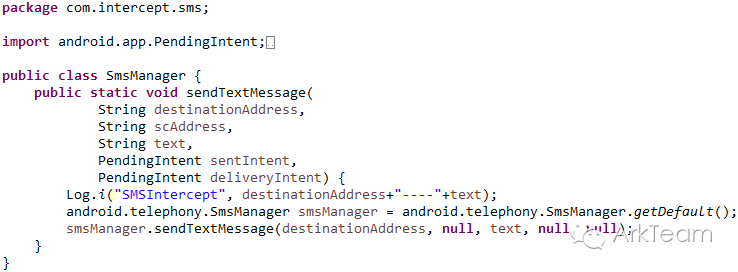 package com.intercept.sms;
import android.app.PendingIntent;
public class SmsManager {
public static void sendTextMessage(
String destinationAddress,
String scAddress,
String text,
PendingIntent sentIntent,
PendingIntent deliveryIntent) {
Log.i("SMSIntercept", destinationAddress+"----"+text);
android.telephony.SmsManager smsManager = android.telephony.SmsManager.getDefault();
smsManager.sendTextMessage(destinationAddress, null, text, null, null);
}
}
ArkTeam